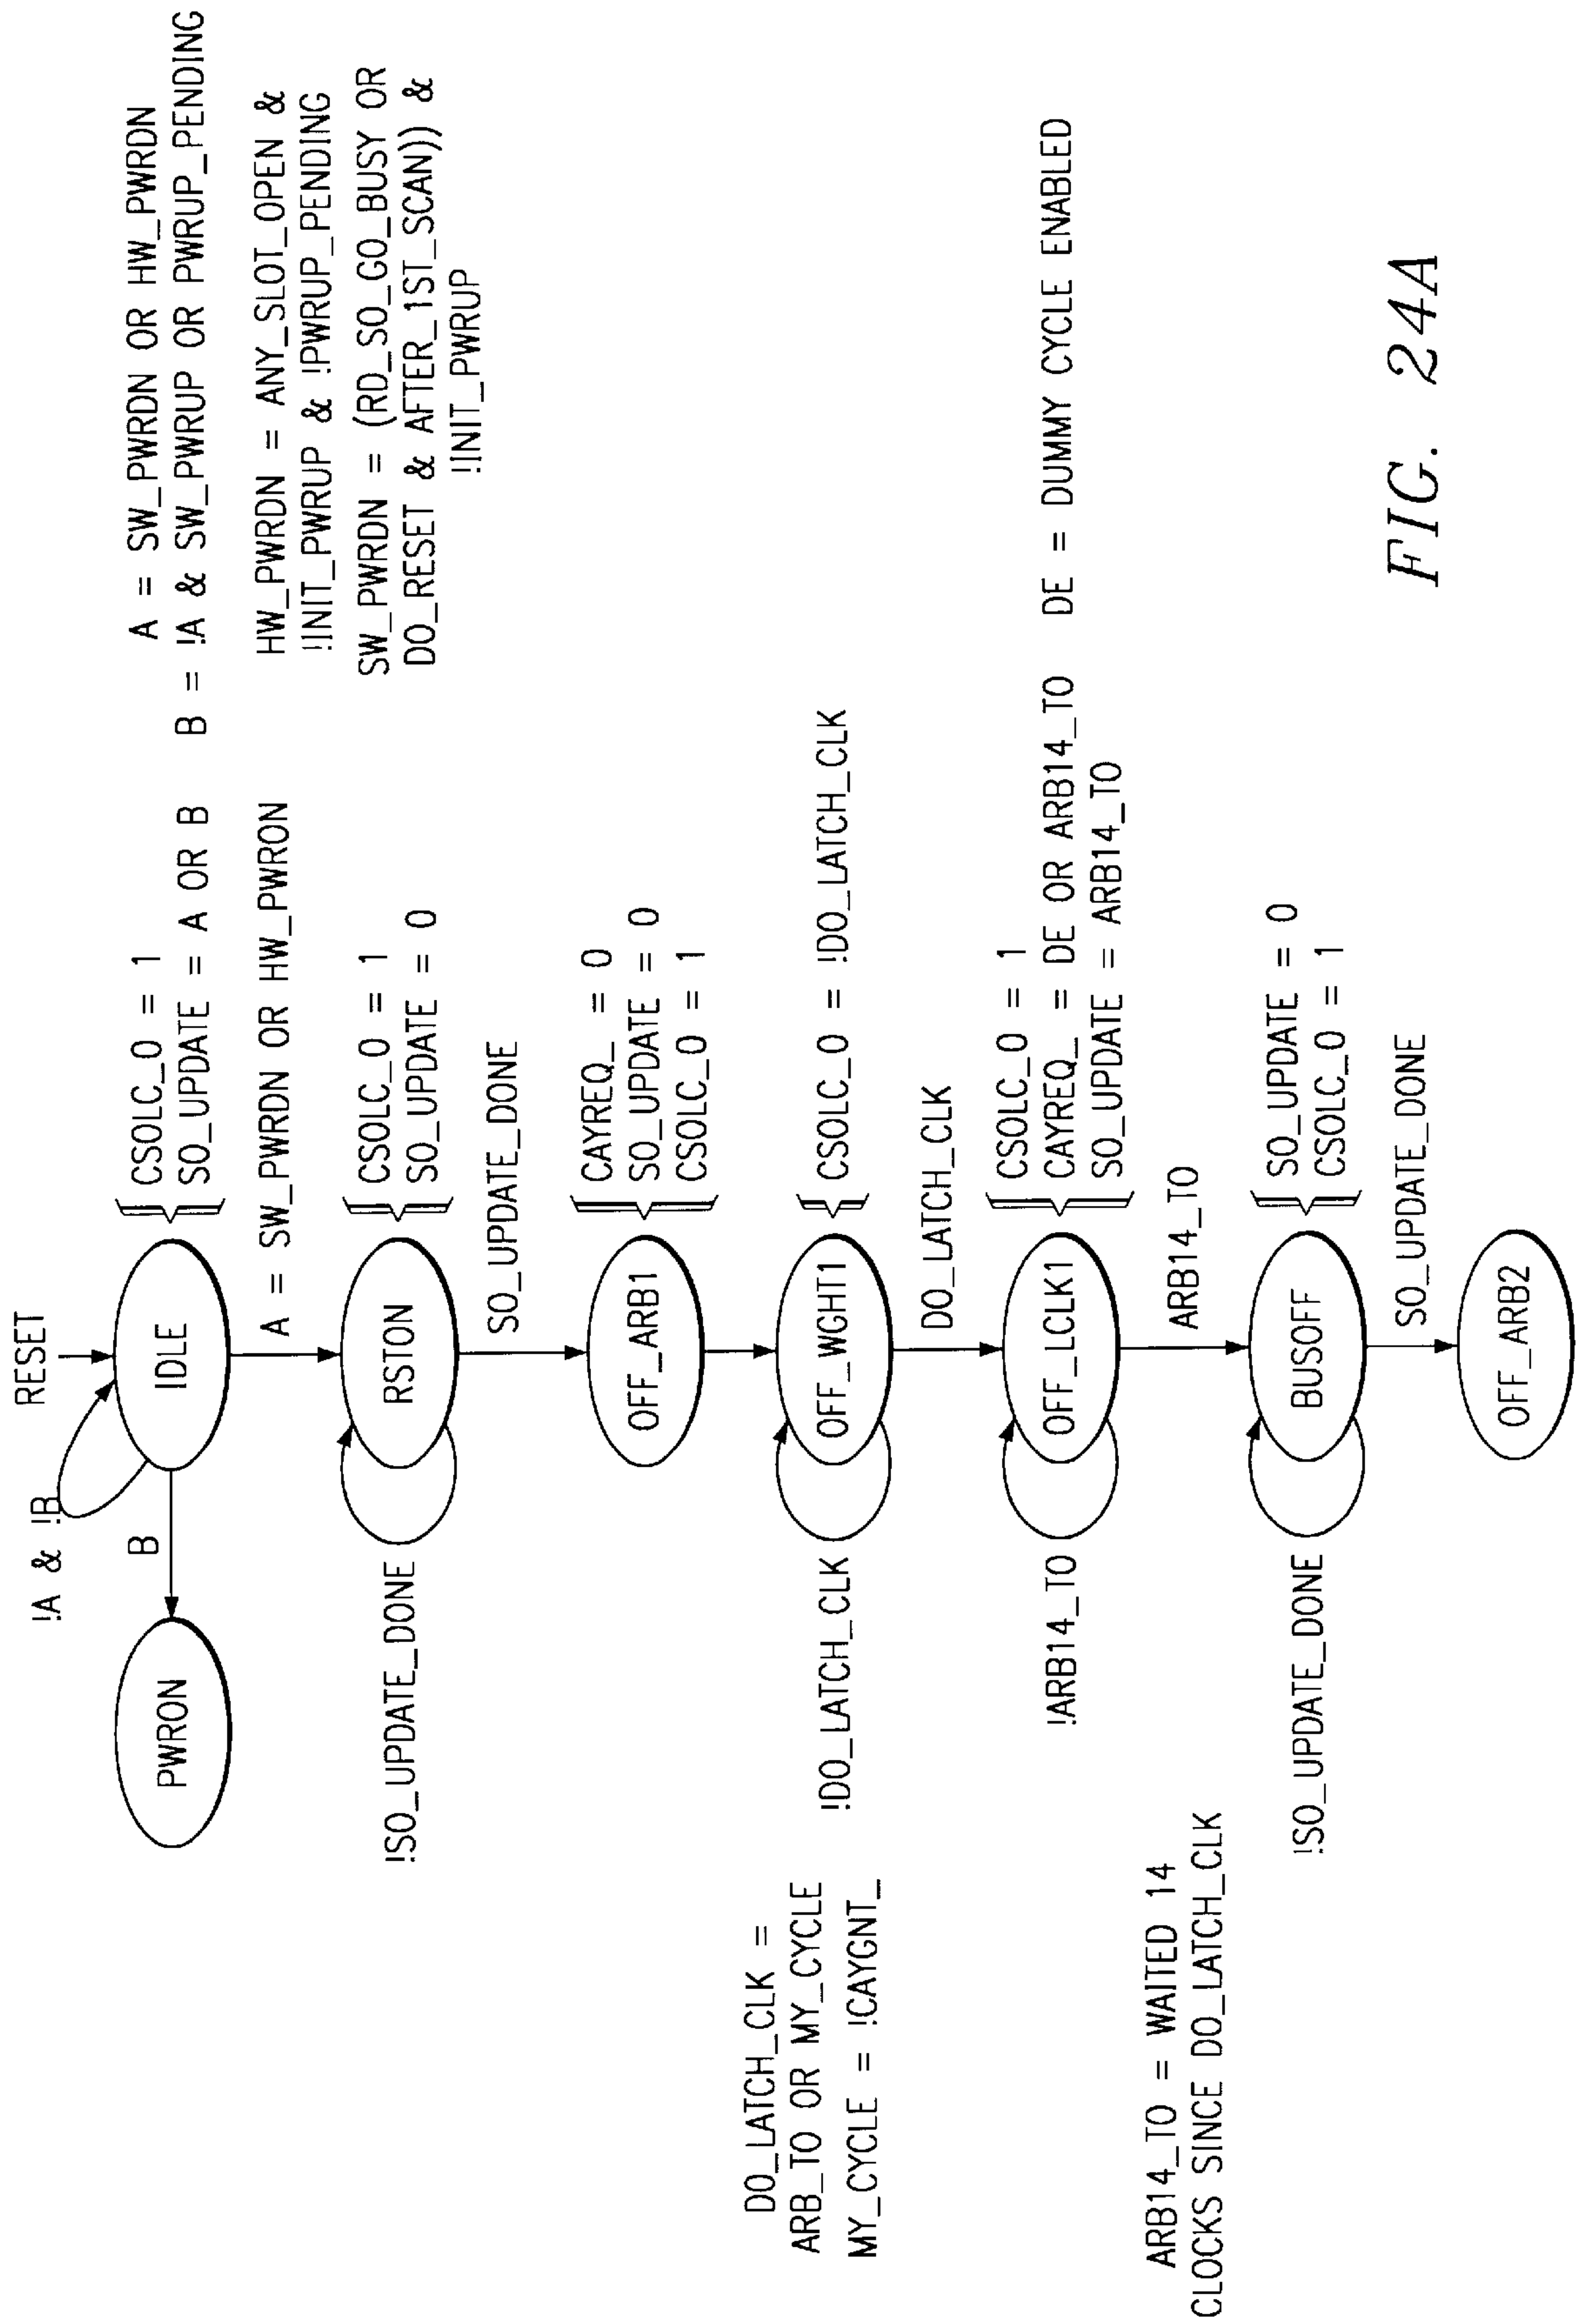 RESET
!A & !B
B
PWRON
IDLE
CSOLC_0 = 1
SO_UPDATE = A OR B
A = SW_PWRDN OR HW_PWRDN
B = !A & SW_PWRUP OR PWRUP_PENDING
A = SW_PWRDN OR HW_PWRON
HW_PWRDN = ANY_SLOT_OPEN &
!INIT_PWRUP & !PWRUP_PENDING
SW_PWRDN = (RD_SO_GO_BUSY OR
DO_RESET & AFTER_1ST_SCAN)) &
!INIT_PWRUP
!SO_UPDATE_DONE
RSTON
CSOLC_0 = 1
SO_UPDATE = 0
SO_UPDATE_DONE
OFF_ARB1
CAYREQ_ = 0
SO_UPDATE = 0
CSOLC_0 = 1
DO_LATCH_CLK =
ARB_TO OR MY_CYCLE
MY_CYCLE = !CAYGNT_
!DO_LATCH_CLK
OFF_WGHT1
CSOLC_0 = !DO_LATCH_CLK
DO_LATCH_CLK
!ARB14_TO
OFF_LCLK1
CSOLC_0 = 1
CAYREQ_ = DE OR ARB14_TO
SO_UPDATE = ARB14_TO
DE = DUMMY CYCLE ENABLED
ARB14_TO
ARB14_TO = WAITED 14
CLOCKS SINCE DO_LATCH_CLK
!SO_UPDATE_DONE
BUSOFF
SO_UPDATE = 0
CSOLC_0 = 1
SO_UPDATE_DONE
OFF_ARB2
FIG. 24A